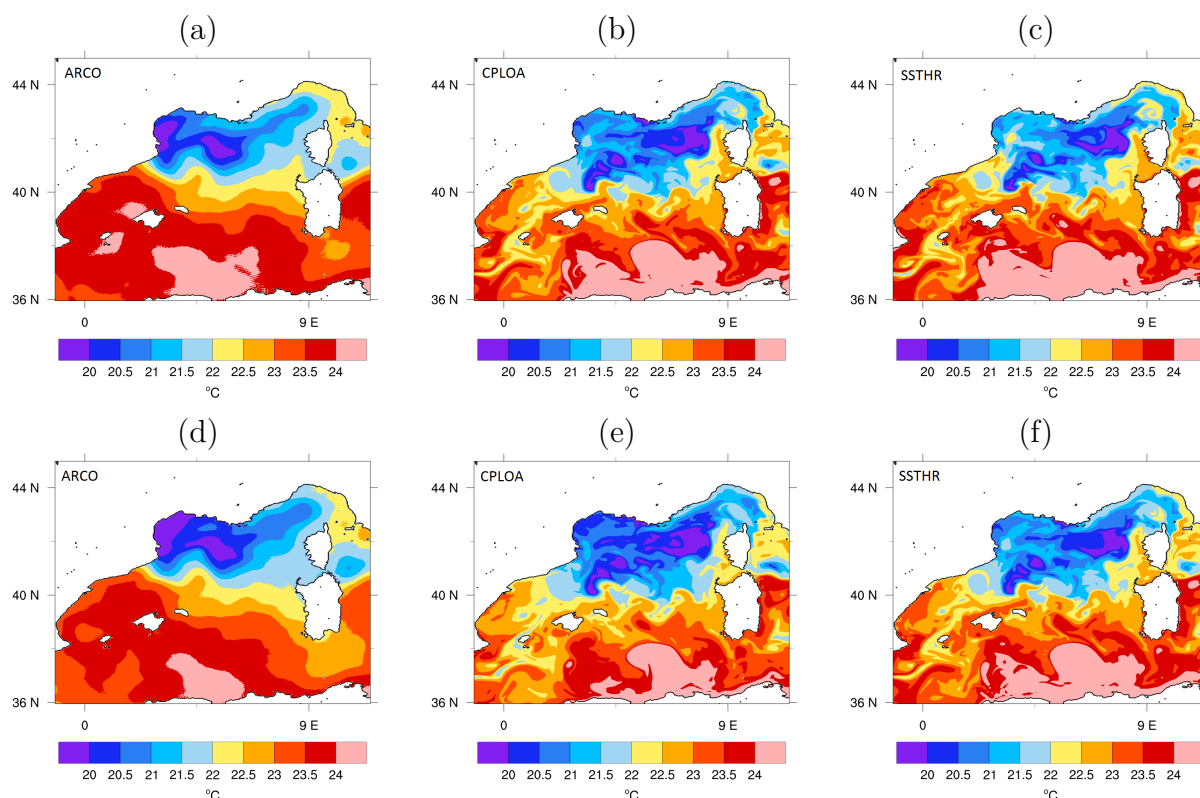 (a) (b) (c)
ARCO CPLOA SSTHR
44 N 44 N 44 N
40 N 40 N 40 N
36 N 36 N 36 N
0 9 E 0 9 E 0 9 E
20 20.5 21 21.5 22 22.5 23 23.5 24 20 20.5 21 21.5 22 22.5 23 23.5 24 20 20.5 21 21.5 22 22.5 23 23.5 24
°C °C °C
(d) (e) (f)
ARCO CPLOA SSTHR
44 N 44 N 44 N
40 N 40 N 40 N
36 N 36 N 36 N
0 9 E 0 9 E 0 9 E
20 20.5 21 21.5 22 22.5 23 23.5 24 20 20.5 21 21.5 22 22.5 23 23.5 24 20 20.5 21 21.5 22 22.5 23 23.5 24
°C °C °C